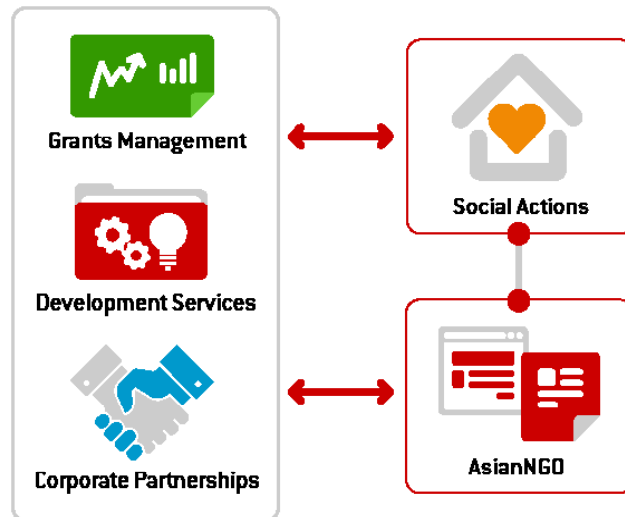 Grants Management
Development Services
Corporate Partnerships
Social Actions
AsianNGO